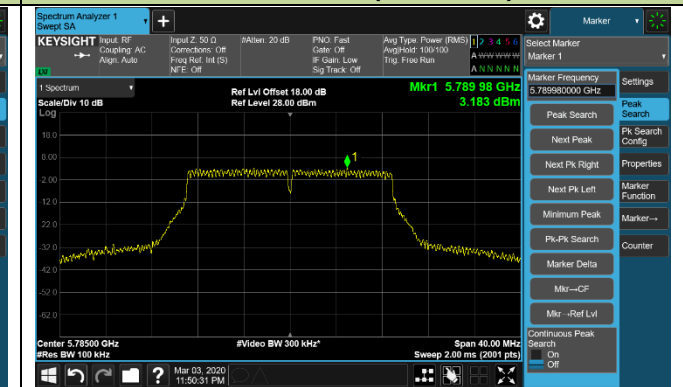 Spectrum Analyzer 1
Swept SA
Marker
KEYSIGHT Input: RF Input Z: 50 Ω #Atten: 20 dB PNO: Fast Avg Type: Power (RMS) 1 2 3 4 5 6
Coupling: AC Corrections: Off Gate: Off Avg|Hold: 100/100
Align: Auto Freq Ref: Int (S) IF Gain: Low Trig: Free Run A W W W W W
NFE: Off Sig Track: Off A N N N N N
Select Marker
Marker 1
1 Spectrum
Scale/Div 10 dB
Log
Ref Lvl Offset 18.00 dB
Ref Level 28.00 dBm
Mkr1 5.789 98 GHz
3.183 dBm
18.0
8.00
-2.00
-12.0
-22.0
-32.0
-42.0
-52.0
-62.0
1
Center 5.78500 GHz #Video BW 300 kHz* Span 40.00 MHz
#Res BW 100 kHz Sweep 2.00 ms (2001 pts)
Marker Frequency
5.789980000 GHz
Peak Search
Next Peak
Next Pk Right
Next Pk Left
Minimum Peak
Pk-Pk Search
Marker Delta
Mkr→CF
Mkr→Ref Lvl
Continuous Peak
Search
On
Off
Settings
Peak
Search
Pk Search
Config
Properties
Marker
Function
Marker→
Counter
Mar 03, 2020
11:50:31 PM